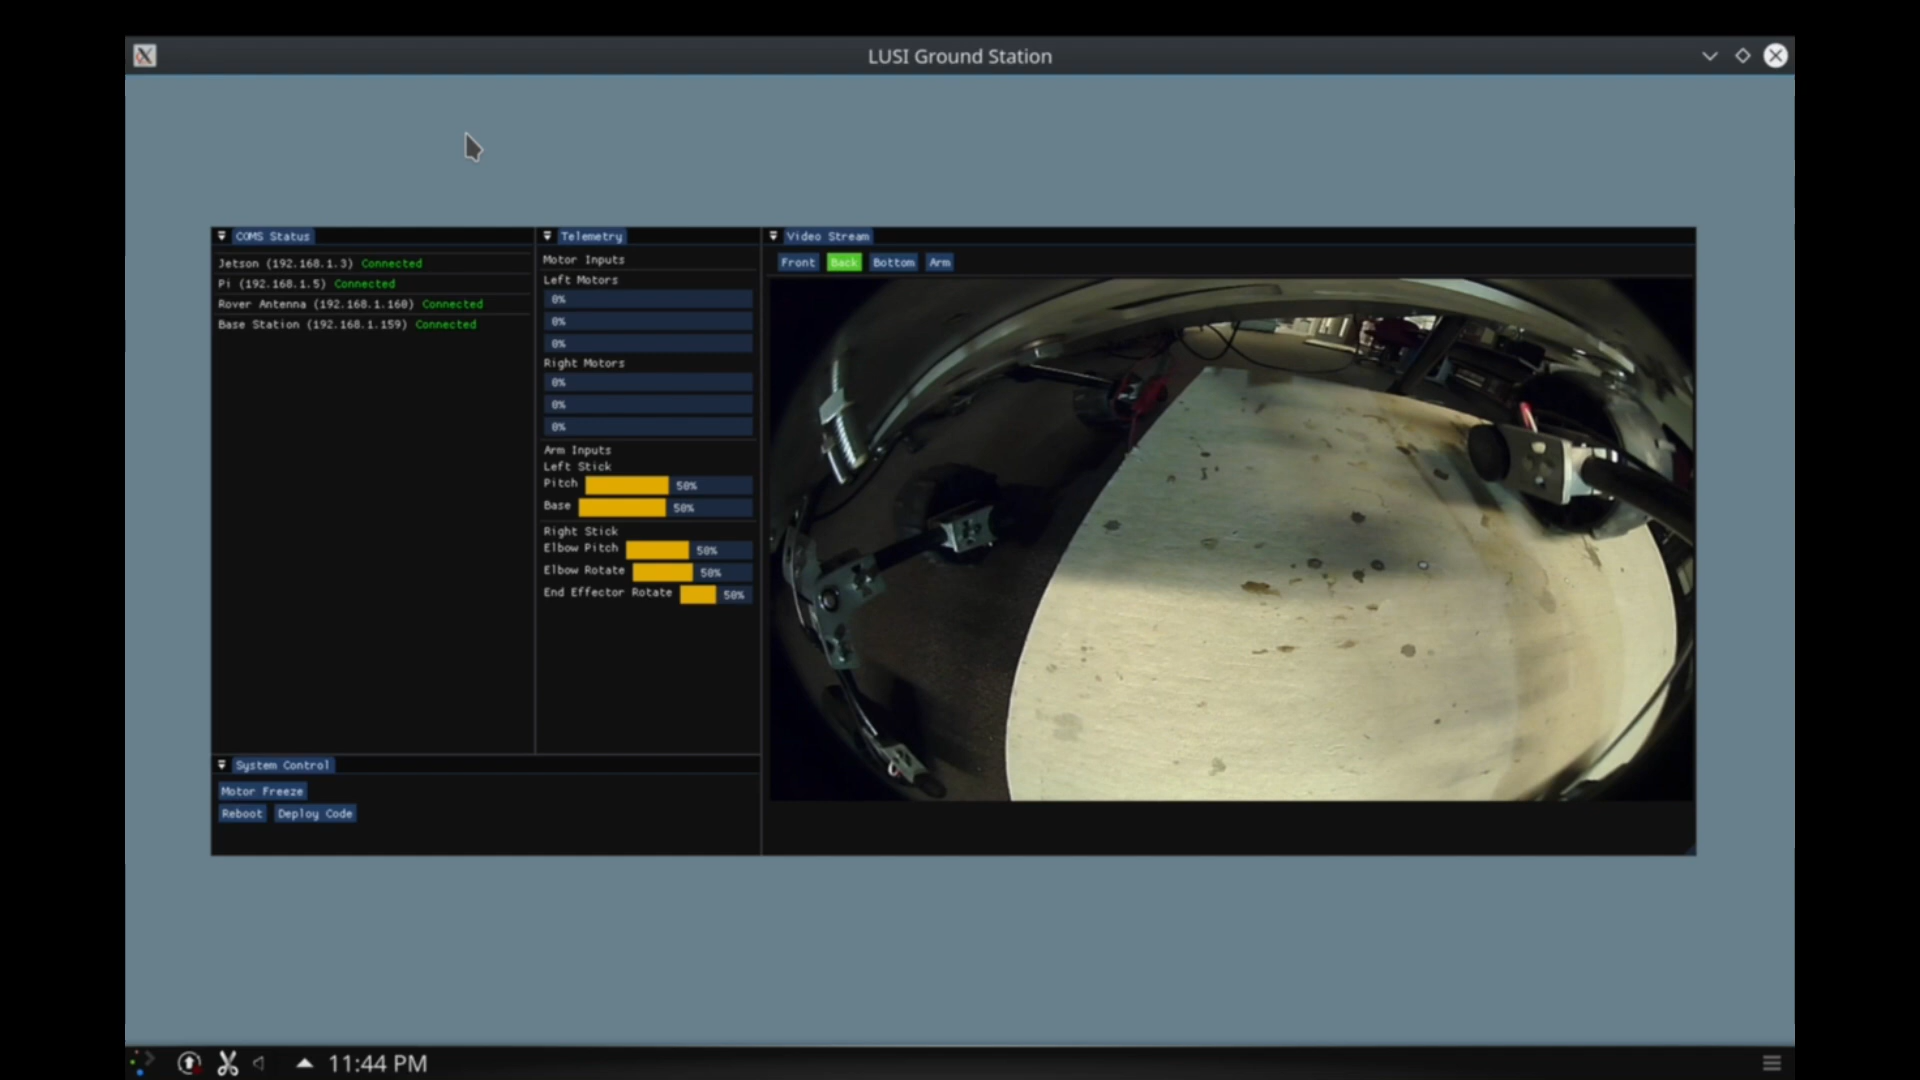 LUSI Ground Station
COMS Status
Jetson (192.168.1.3) Connected
Pi (192.168.1.5) Connected
Rover Antenna (192.168.1.160) Connected
Base Station (192.168.1.159) Connected
Telemetry
Motor Inputs
Left Motors
0%
0%
0%
Right Motors
0%
0%
0%
Arm Inputs
Left Stick
Pitch 50%
Base 50%
Right Stick
Elbow Pitch 50%
Elbow Rotate 50%
End Effector Rotate 50%
Video Stream
Front Back Bottom Arm
System Control
Motor Freeze
Reboot Deploy Code
11:44 PM